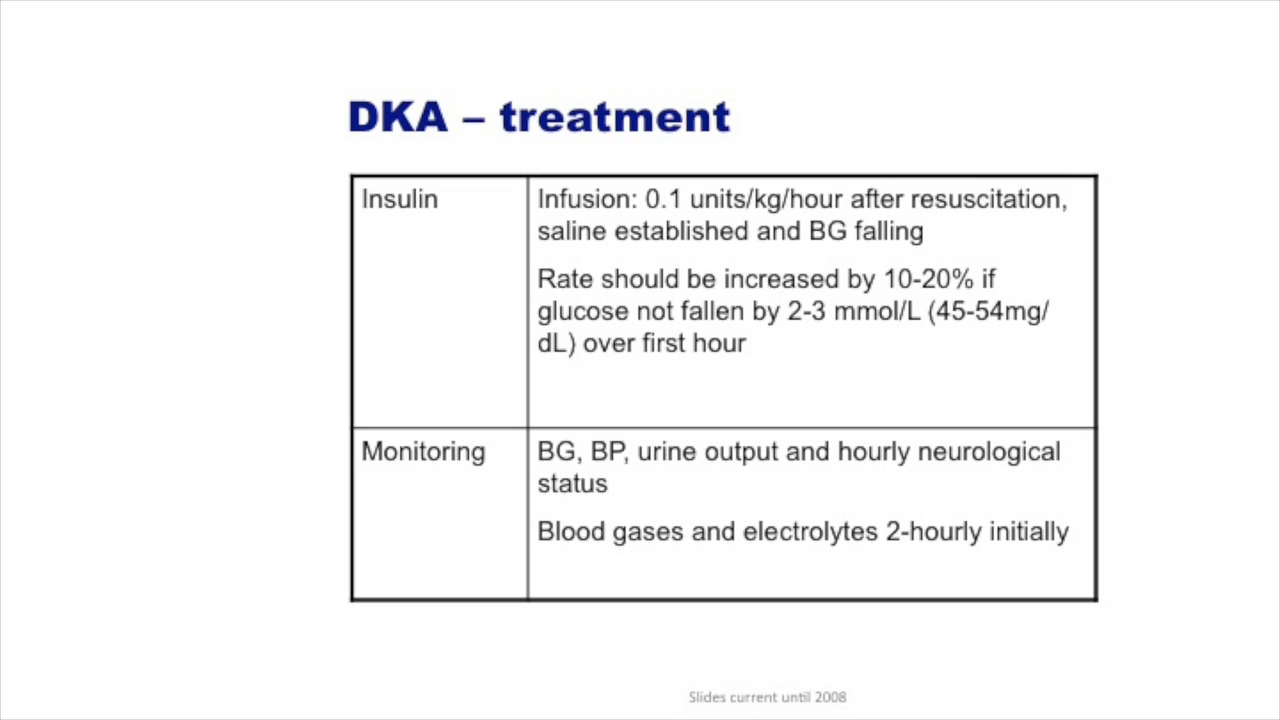 DKA – treatment
Insulin
Infusion: 0.1 units/kg/hour after resuscitation,
saline established and BG falling
Rate should be increased by 10-20% if
glucose not fallen by 2-3 mmol/L (45-54mg/
dL) over first hour
Monitoring
BG, BP, urine output and hourly neurological
status
Blood gases and electrolytes 2-hourly initially
Slides current until 2008